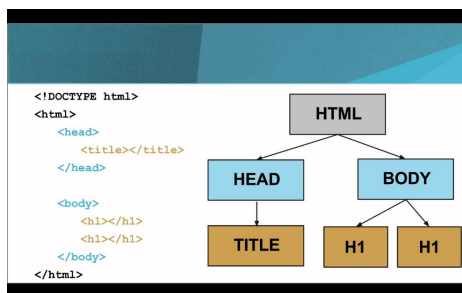 <!DOCTYPE html>
<html>
<head>
<title></title>
</head>
<body>
<h1></h1>
<h1></h1>
</body>
</html>
HTML
HEAD
BODY
TITLE
H1
H1